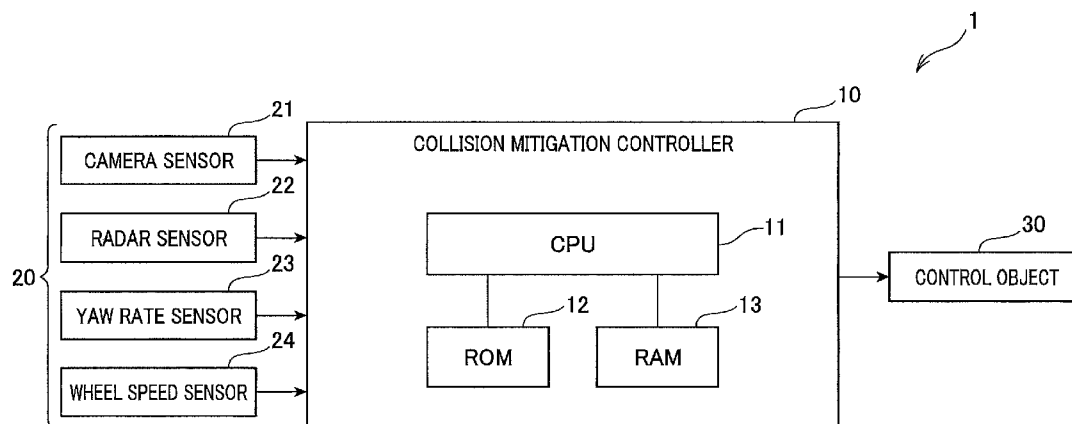 1
10
21
COLLISION MITIGATION CONTROLLER
CAMERA SENSOR
22
RADAR SENSOR
11
CPU
30
CONTROL OBJECT
20
23
YAW RATE SENSOR
12
ROM
13
RAM
24
WHEEL SPEED SENSOR